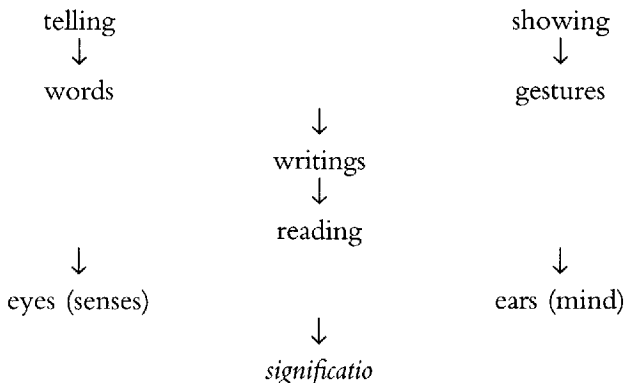 telling showing
↓ ↓
words gestures
↓
writings
↓
reading
↓ ↓
eyes (senses) ears (mind)
↓
significatio